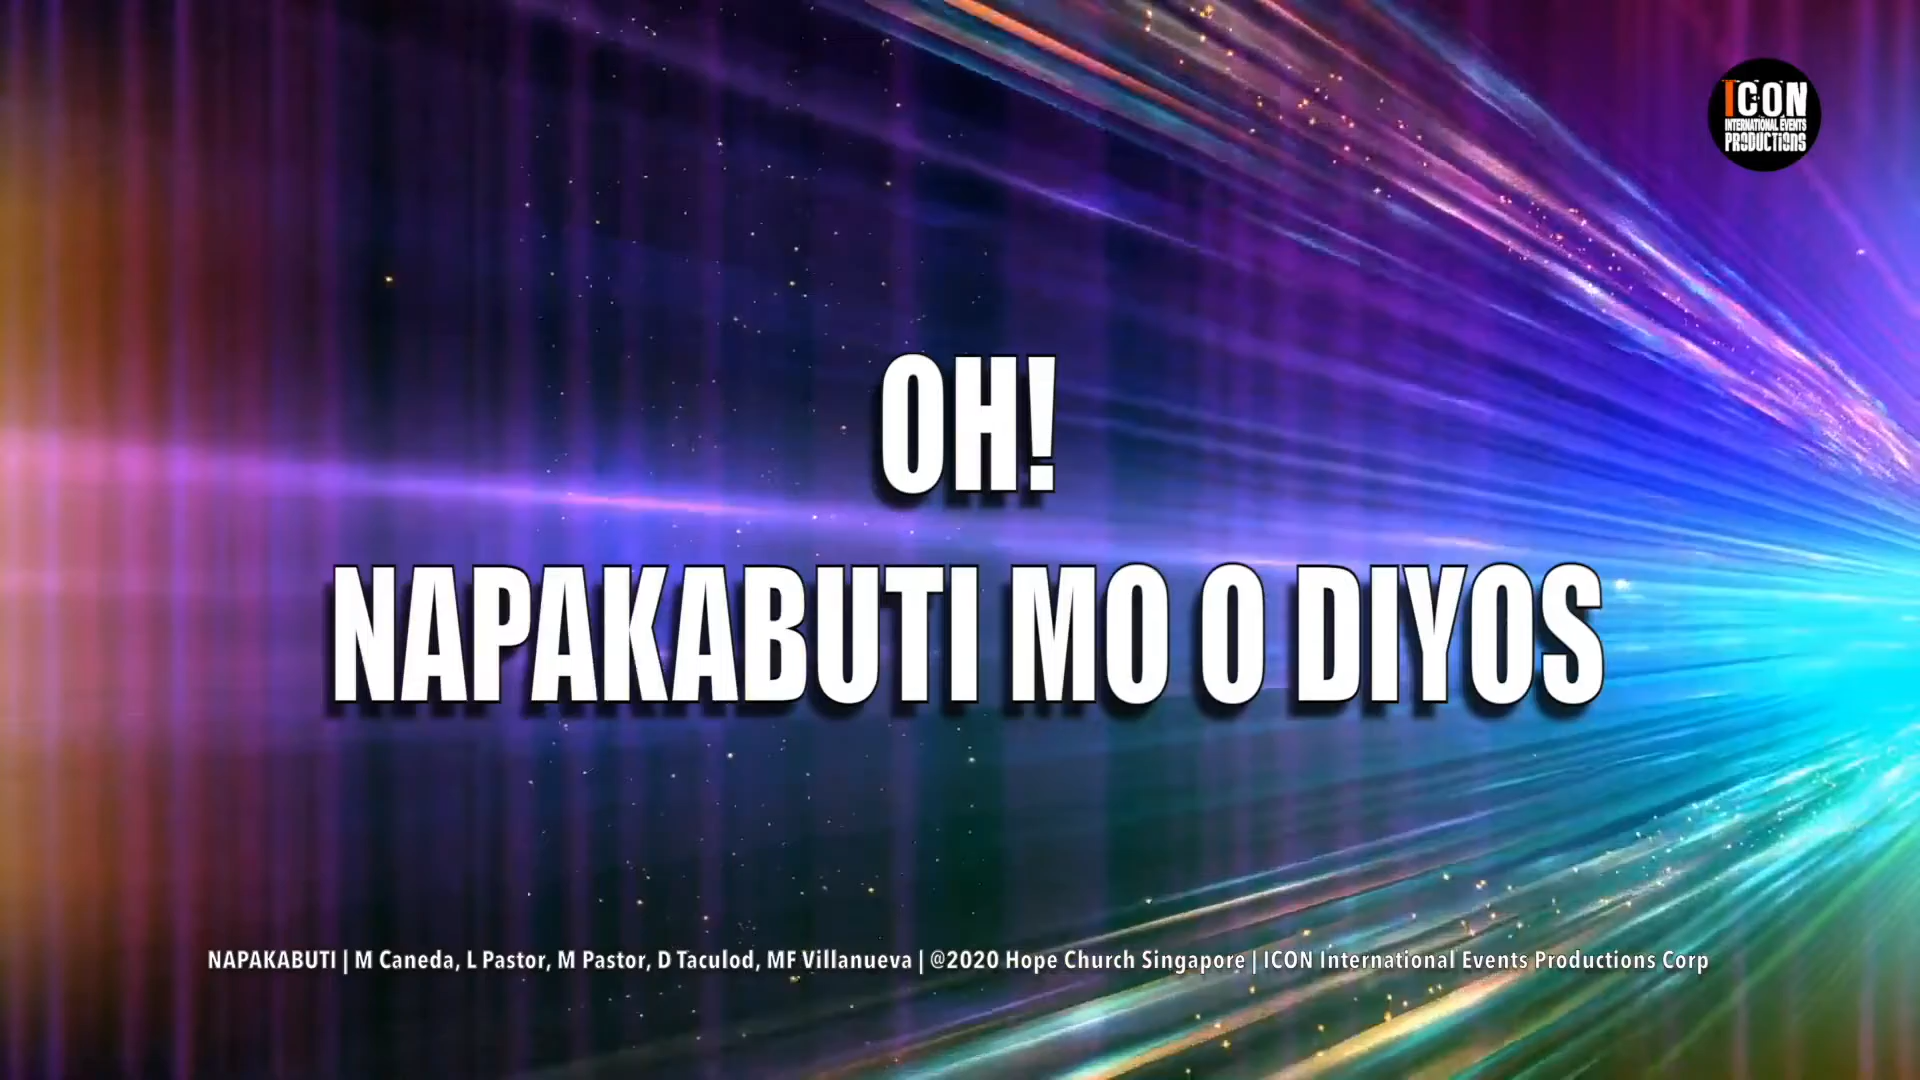 ICON
INTERNATIONAL EVENTS
PRODUCTIONS
OH!
NAPAKABUTI MO O DIYOS
NAPAKABUTI | M Caneda, L Pastor, M Pastor, D Taculod, MF Villanueva | @2020 Hope Church Singapore | ICON International Events Productions Corp